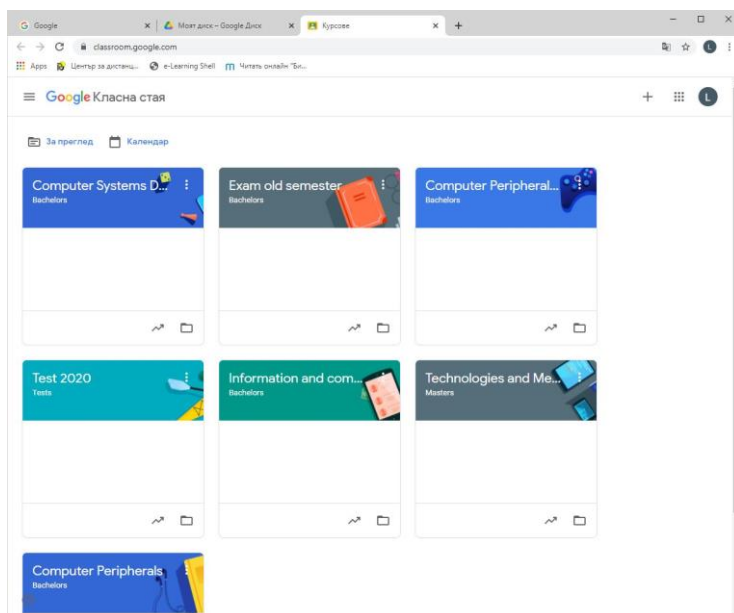 Google
Моят диск – Google Диск
Курсове
classroom.google.com
L
Apps
Център за дистанц...
e-Learning Shell
Читать онлайн "Би...
Google Класна стая
L
За преглед
Календар
Computer Systems D...
Bachelors
Exam old semester
Bachelors
Computer Peripheral...
Bachelors
Test 2020
Tests
Information and com...
Bachelors
Technologies and Me...
Masters
Computer Peripherals
Bachelors